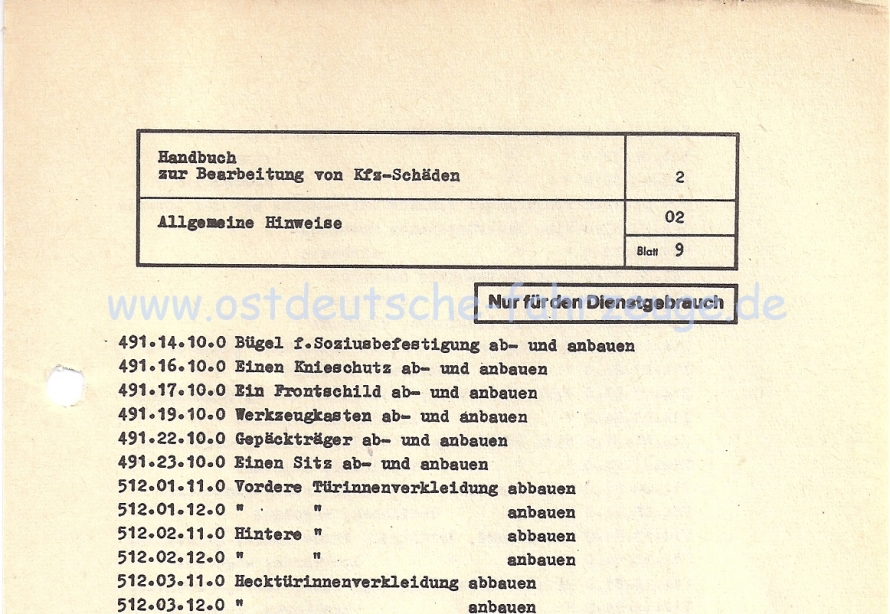 Handbuch
zur Bearbeitung von Kfz-Schäden
2
Allgemeine Hinweise
02
Blatt 9
Nur für den Dienstgebrauch
www.ostdeutsche-fahrzeuge.de
491.14.10.0 Bügel f.Soziusbefestigung ab- und anbauen
491.16.10.0 Einen Knieschutz ab- und anbauen
491.17.10.0 Ein Frontschild ab- und anbauen
491.19.10.0 Werkzeugkasten ab- und anbauen
491.22.10.0 Gepäckträger ab- und anbauen
491.23.10.0 Einen Sitz ab- und anbauen
512.01.11.0 Vordere Türinnenverkleidung abbauen
512.01.12.0 " " anbauen
512.02.11.0 Hintere " abbauen
512.02.12.0 " " anbauen
512.03.11.0 Hecktürinnenverkleidung abbauen
512.03.12.0 " anbauen